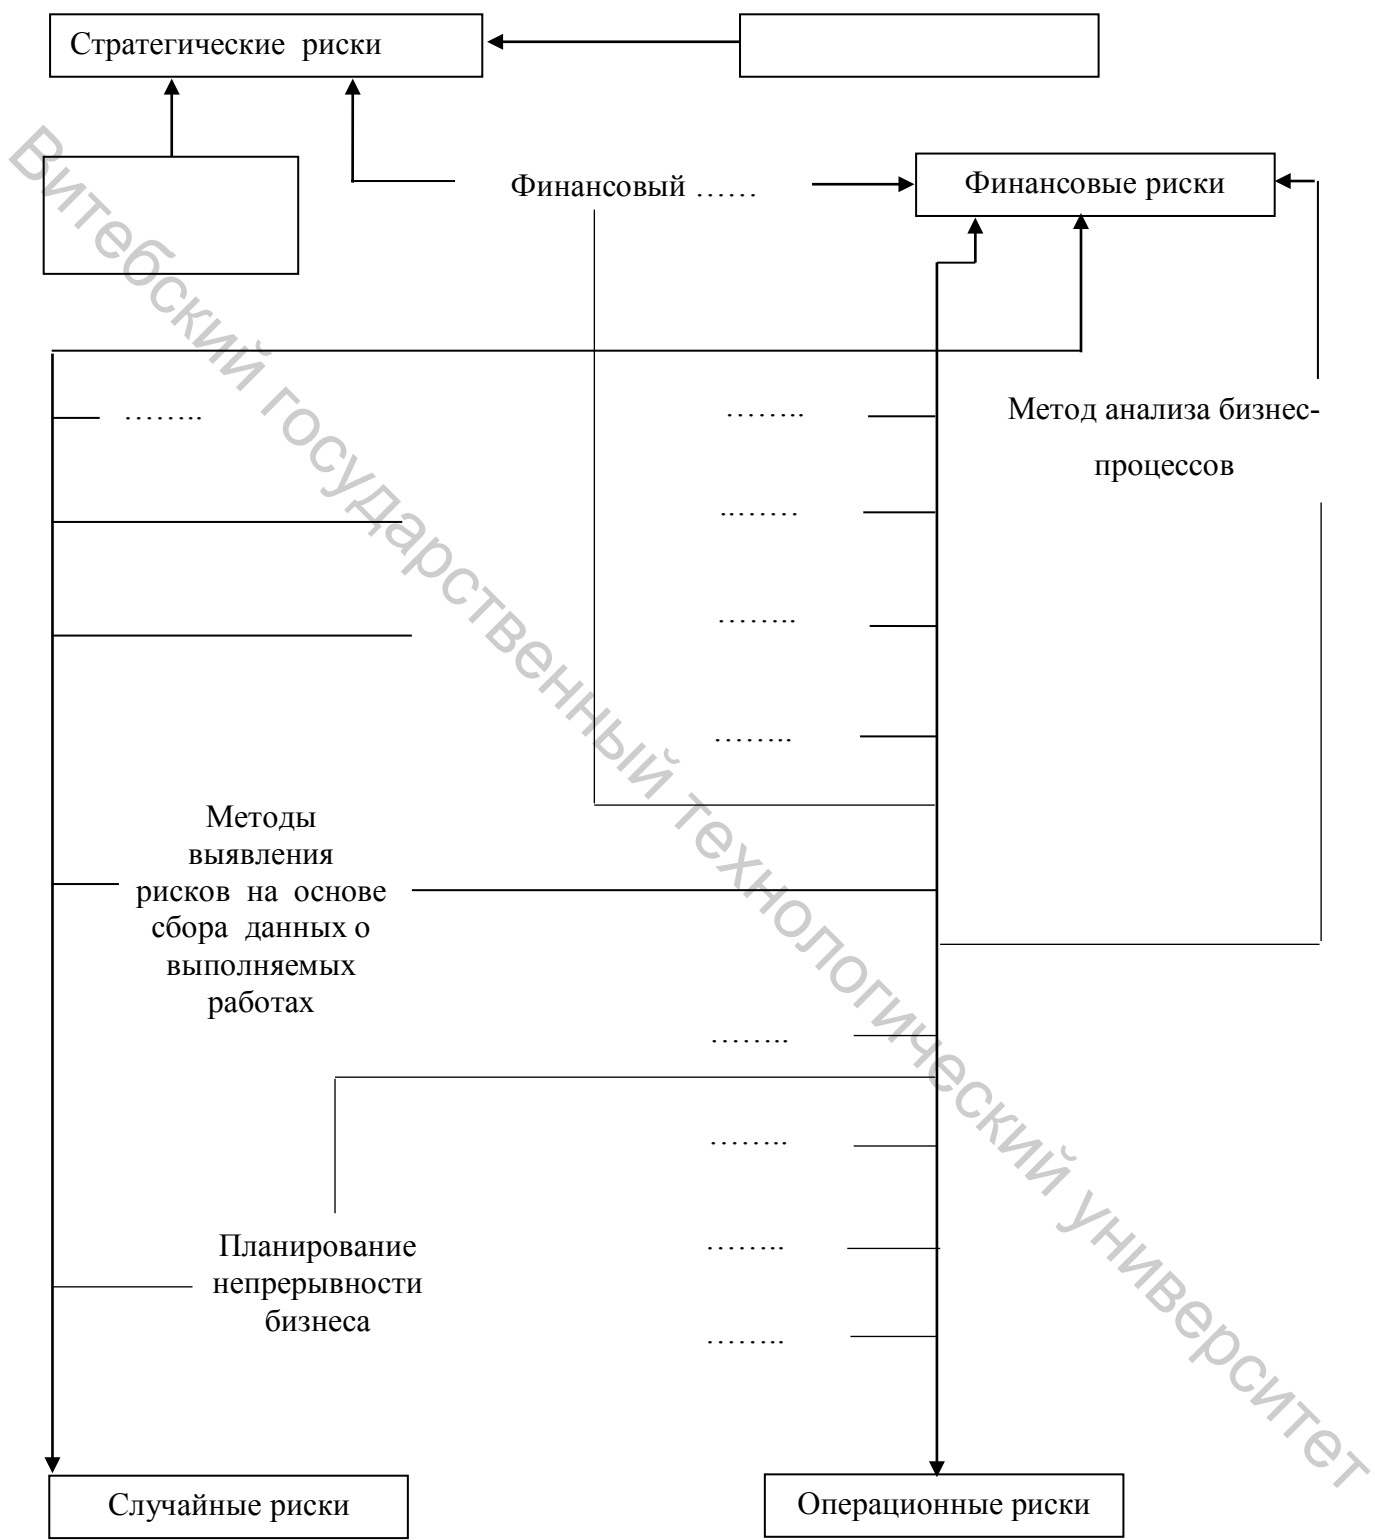 Стратегические риски
Финансовый ……
Финансовые риски
……..
……..
Метод анализа бизнес-
процессов
……..
……..
……..
Методы
выявления
рисков на основе
сбора данных о
выполняемых
работах
……..
……..
Планирование
непрерывности
бизнеса
……..
……..
Случайные риски
Операционные риски
Витебский государственный технологический университет